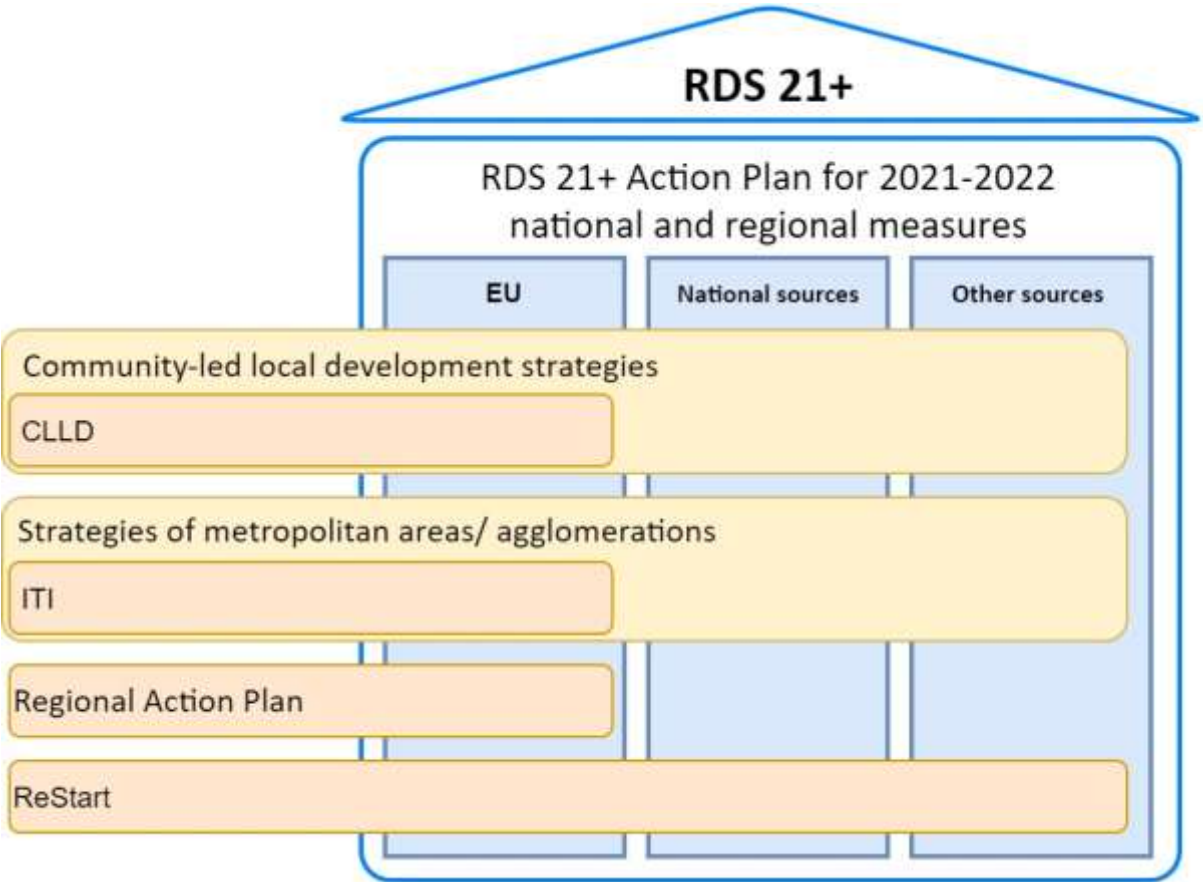 RDS 21+
RDS 21+ Action Plan for 2021-2022
national and regional measures
EU
National sources
Other sources
Community-led local development strategies
CLLD
Strategies of metropolitan areas/ agglomerations
ITI
Regional Action Plan
ReStart